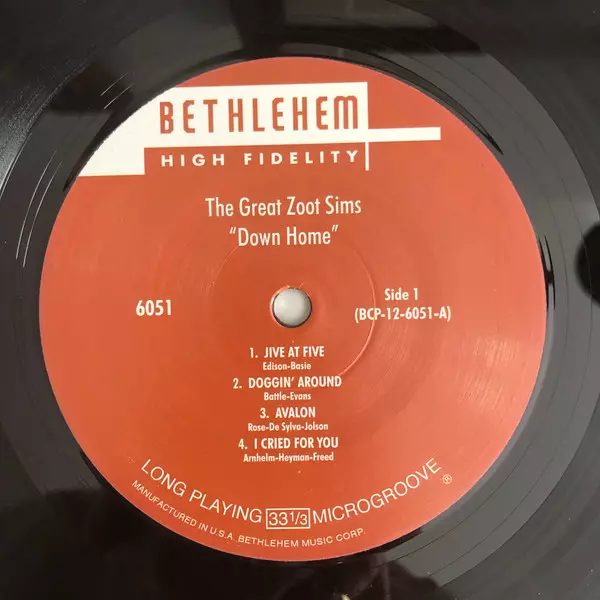 BETHLEHEM
HIGH FIDELITY
The Great Zoot Sims
“Down Home”
6051
Side 1
(BCP-12-6051-A)
1. JIVE AT FIVE
Edison-Basie
2. DOGGIN’ AROUND
Battle-Evans
3. AVALON
Rose-De Sylva-Jolson
4. I CRIED FOR YOU
Arnhelm-Heyman-Freed
LONG PLAYING 33 1/3 MICROGROOVE ®
MANUFACTURED IN U.S.A. BETHLEHEM MUSIC CORP.